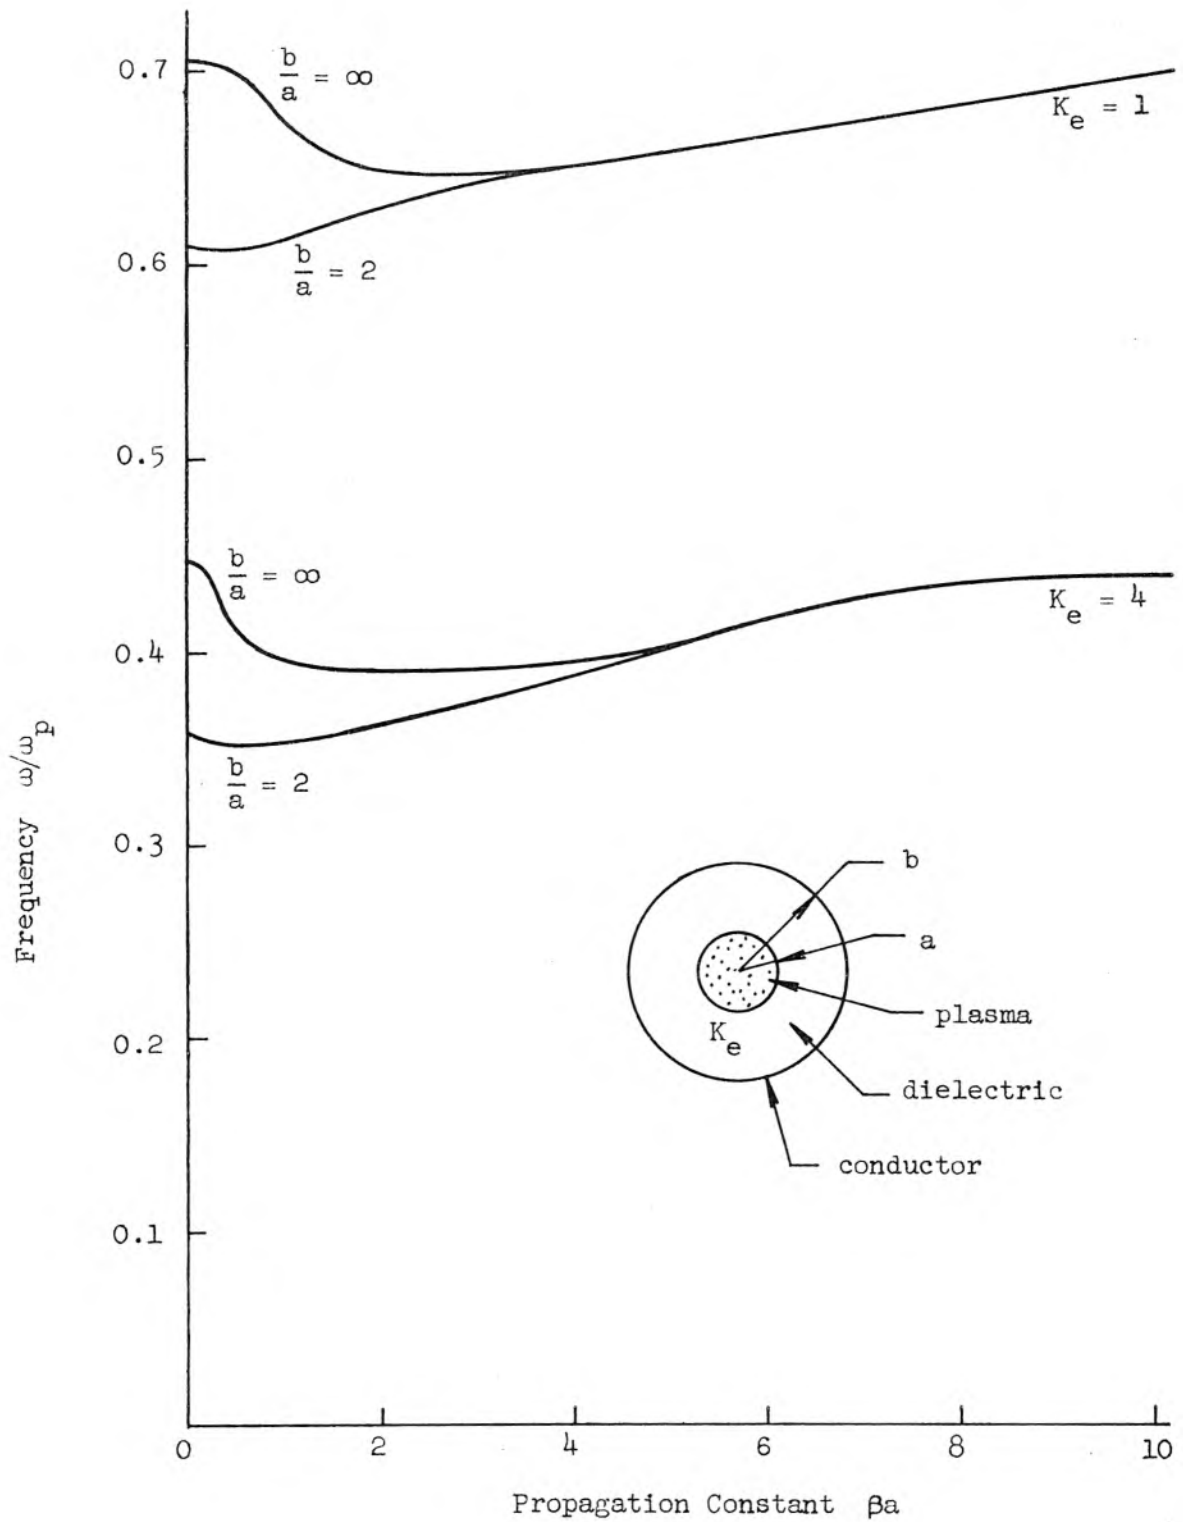 0.7
b/a = ∞
K_e = 1
0.6
b/a = 2
0.5
b/a = ∞
K_e = 4
0.4
b/a = 2
0.3
0.2
0.1
Frequency ω/ω_p
b
a
plasma
K_e
dielectric
conductor
0 2 4 6 8 10
Propagation Constant βa